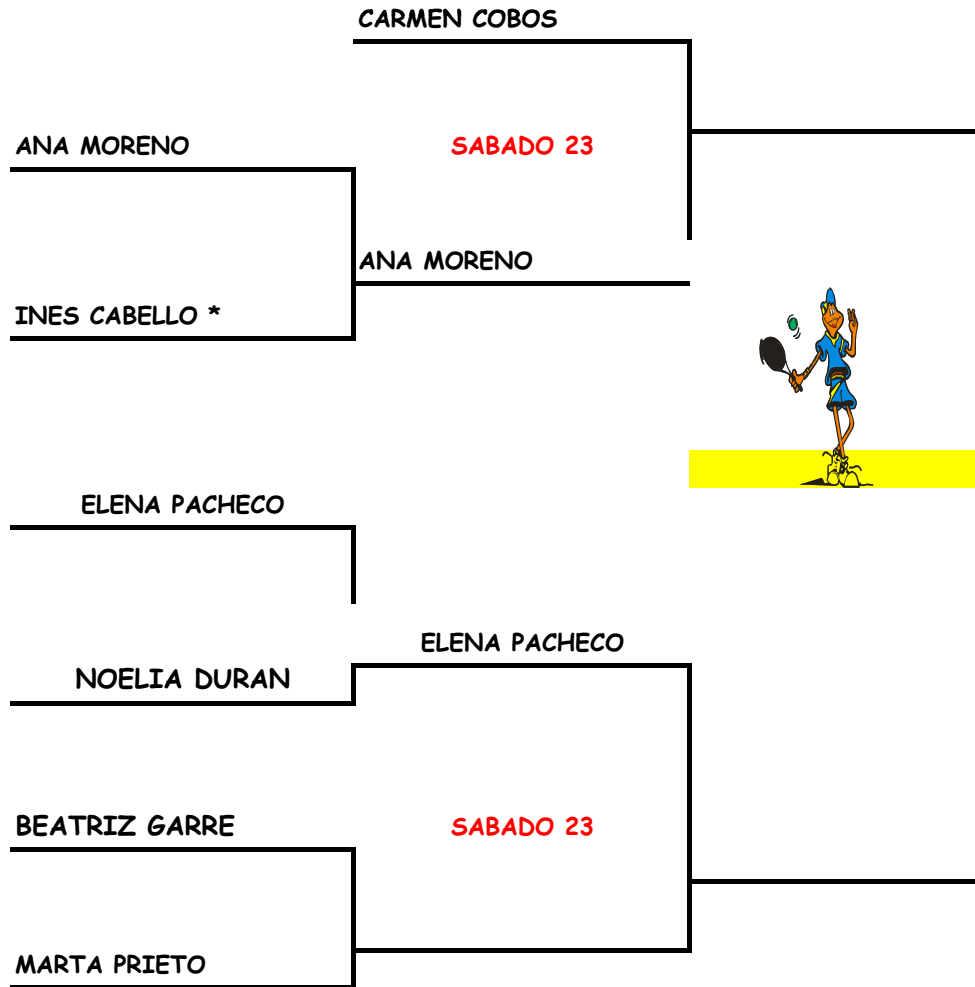 CARMEN COBOS
ANA MORENO
SABADO 23
ANA MORENO
INES CABELLO *
ELENA PACHECO
ELENA PACHECO
NOELIA DURAN
BEATRIZ GARRE
SABADO 23
MARTA PRIETO